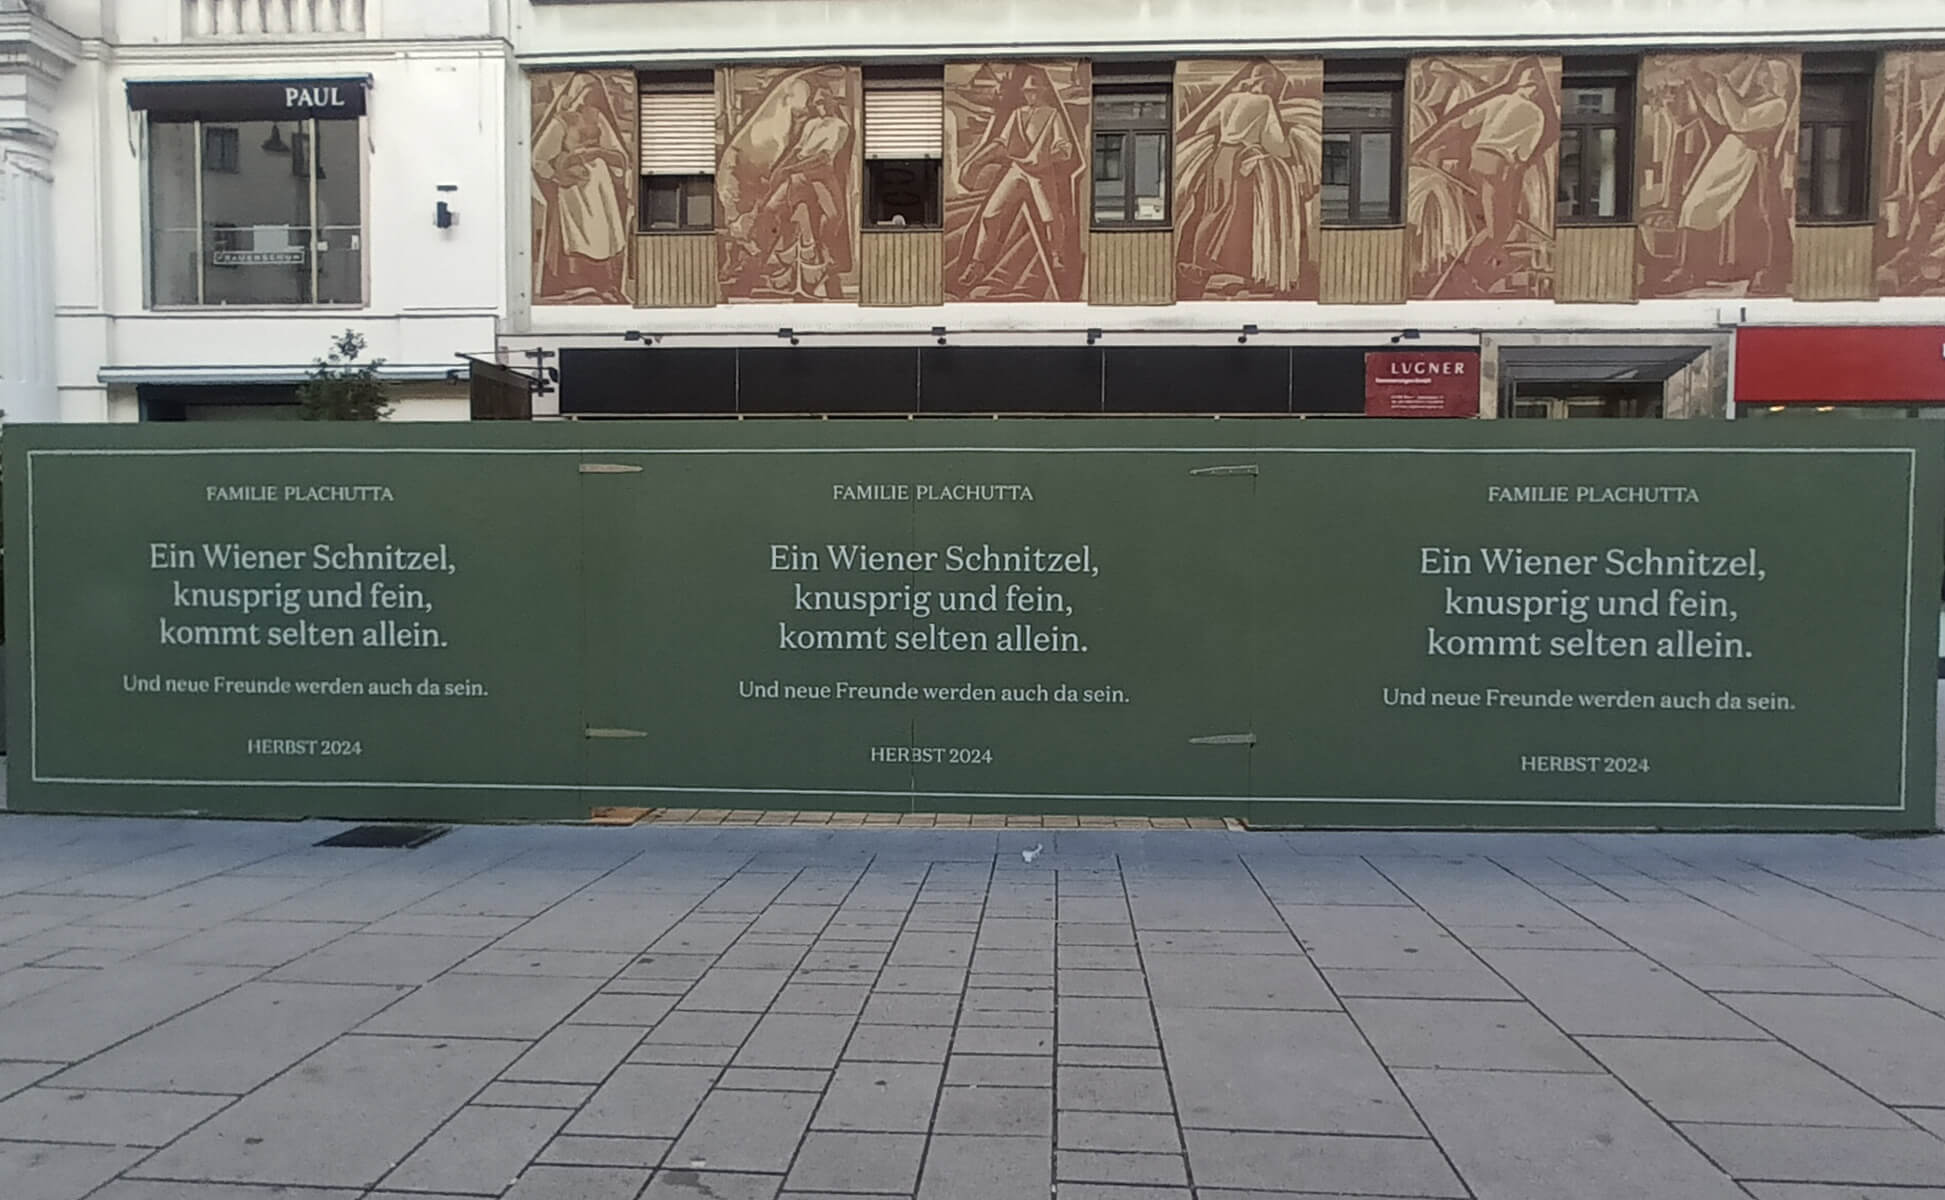 PAUL
FRAUENSCHUH
LUGNER
FAMILIE PLACHUTTA
Ein Wiener Schnitzel,
knusprig und fein,
kommt selten allein.
Und neue Freunde werden auch da sein.
HERBST 2024
FAMILIE PLACHUTTA
Ein Wiener Schnitzel,
knusprig und fein,
kommt selten allein.
Und neue Freunde werden auch da sein.
HERBST 2024
FAMILIE PLACHUTTA
Ein Wiener Schnitzel,
knusprig und fein,
kommt selten allein.
Und neue Freunde werden auch da sein.
HERBST 2024